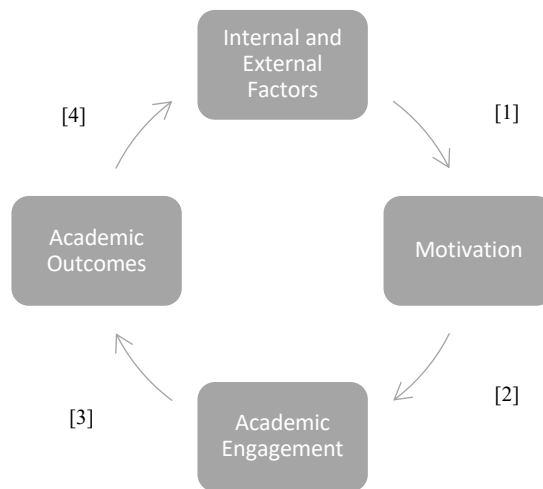 Internal and
External
Factors
[4]
[1]
Academic
Outcomes
Motivation
[3]
[2]
Academic
Engagement